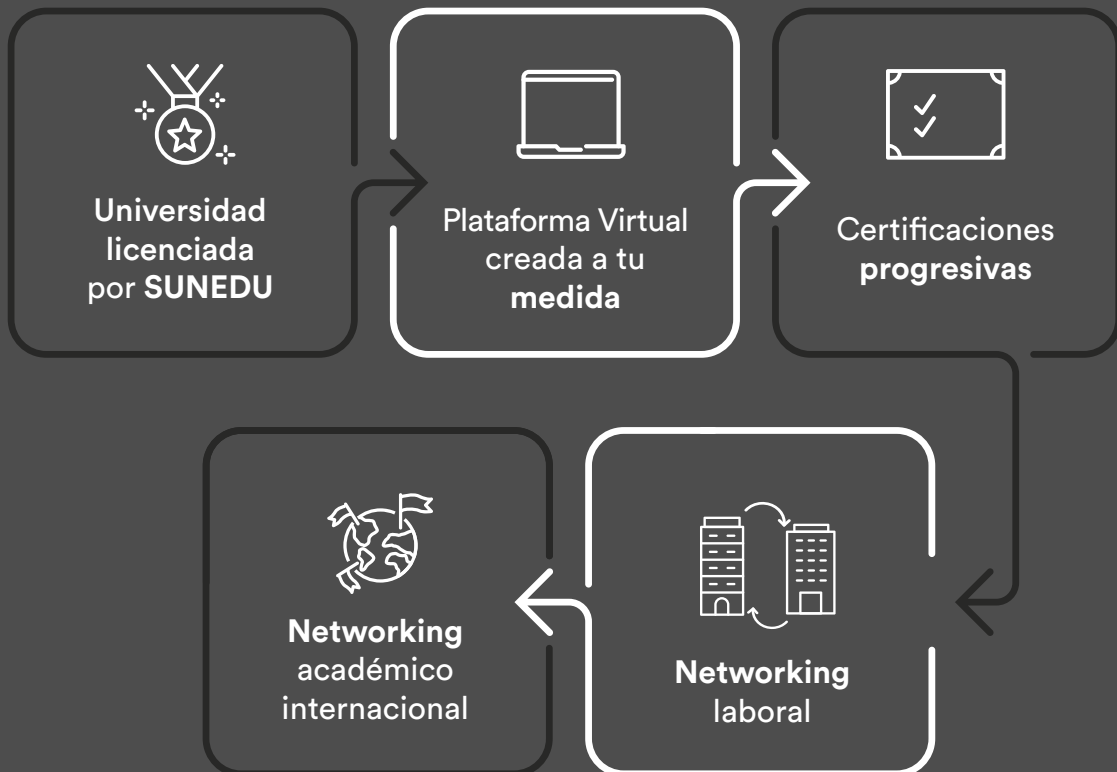 Universidad
licenciada
por SUNEDU
Plataforma Virtual
creada a tu
medida
Certificaciones
progresivas
Networking
académico
internacional
Networking
laboral